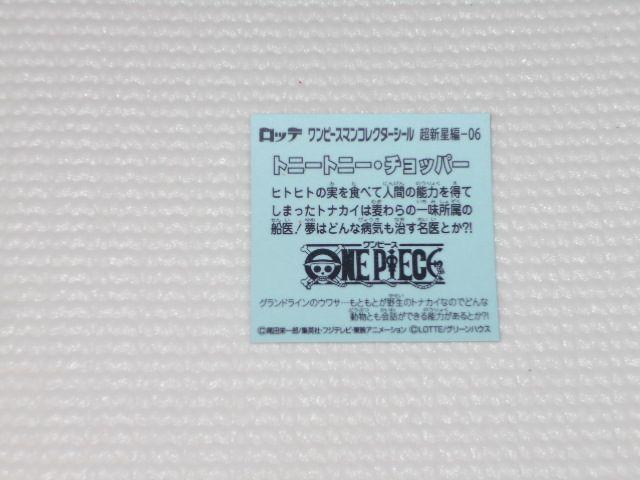 ロッテ ワンピースマンコレクターシール 超新星編-06
トニートニー・チョッパー
ヒトヒトの実を食べて人間の能力を得て
しまったトナカイは麦わらの一味所属の
船医!夢はどんな病気も治す名医とか?!
ワンピース
ONE PIECE
グランドラインのウワサ…もともとが野生のトナカイなのでどんな
動物とも会話ができる能力があるとか?!
©尾田栄一郎/集英社・フジテレビ・東映アニメーション ©LOTTE/グリーンハウス